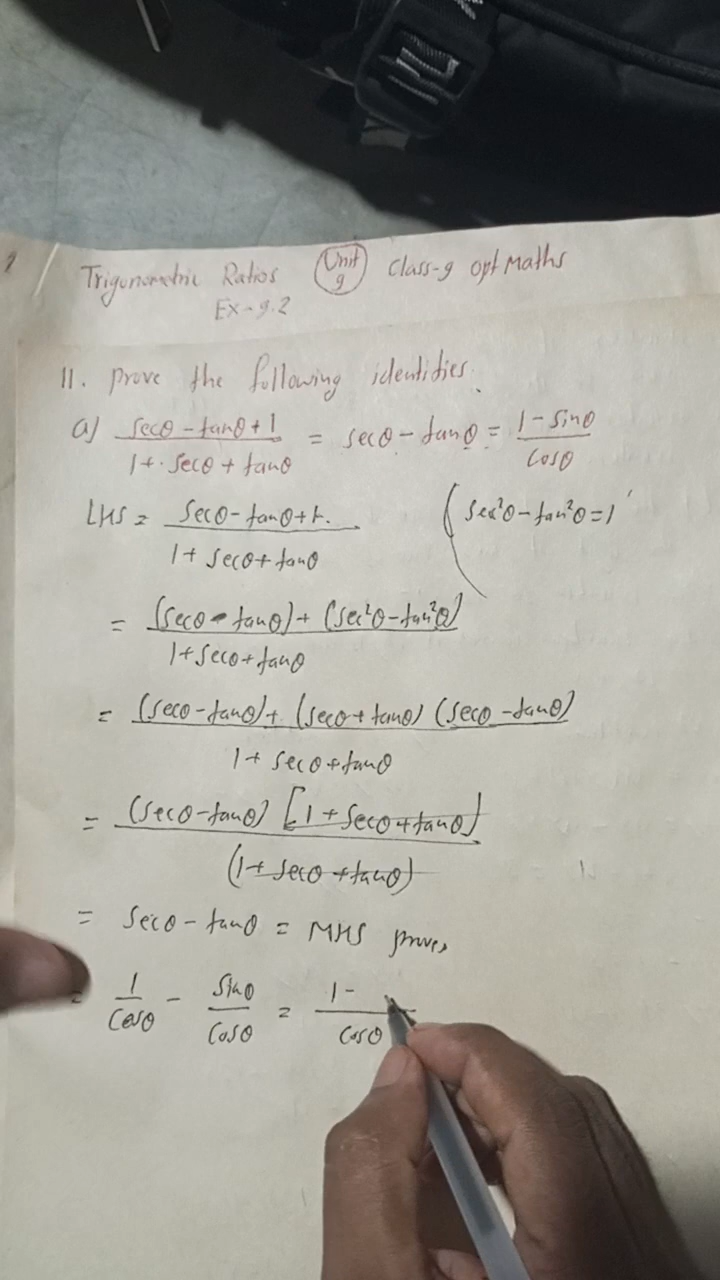 Trigonometric Ratios Unit 9 Class-9 opt Maths
Ex-9.2
11. prove the following identities.
a) secθ - tanθ + 1 / 1 + secθ + tanθ = secθ - tanθ = 1 - sinθ / cosθ
LHS = secθ - tanθ + 1 / 1 + secθ + tanθ (sec²θ - tan²θ = 1
= (secθ - tanθ) + (sec²θ - tan²θ) / 1 + secθ + tanθ
= (secθ - tanθ) + (secθ + tanθ) (secθ - tanθ) / 1 + secθ + tanθ
= (secθ - tanθ) [1 + secθ + tanθ] / (1 + secθ + tanθ)
= secθ - tanθ = MHS prove,
= 1 / cosθ - sinθ / cosθ = 1 - / cosθ